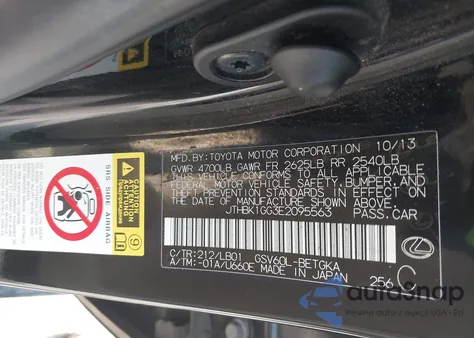 MFD.BY:TOYOTA MOTOR CORPORATION 10/13
GVWR 4700LB GAWR FR 2625LB RR 2540LB
THIS VEHICLE CONFORMS TO ALL APPLICABLE
FEDERAL MOTOR VEHICLE SAFETY, BUMPER, AND
THEFT PREVENTION STANDARDS IN EFFECT ON
THE DATE OF MANUFACTURE SHOWN ABOVE.
JTHBK1GG3E2095563 PASS.CAR
C/TR:212/LB01 GSV60L-BETGKA
A/TM:-01A/U660E MADE IN JAPAN 256 C
SRS SIDE AIRBAG
9
autoSnap